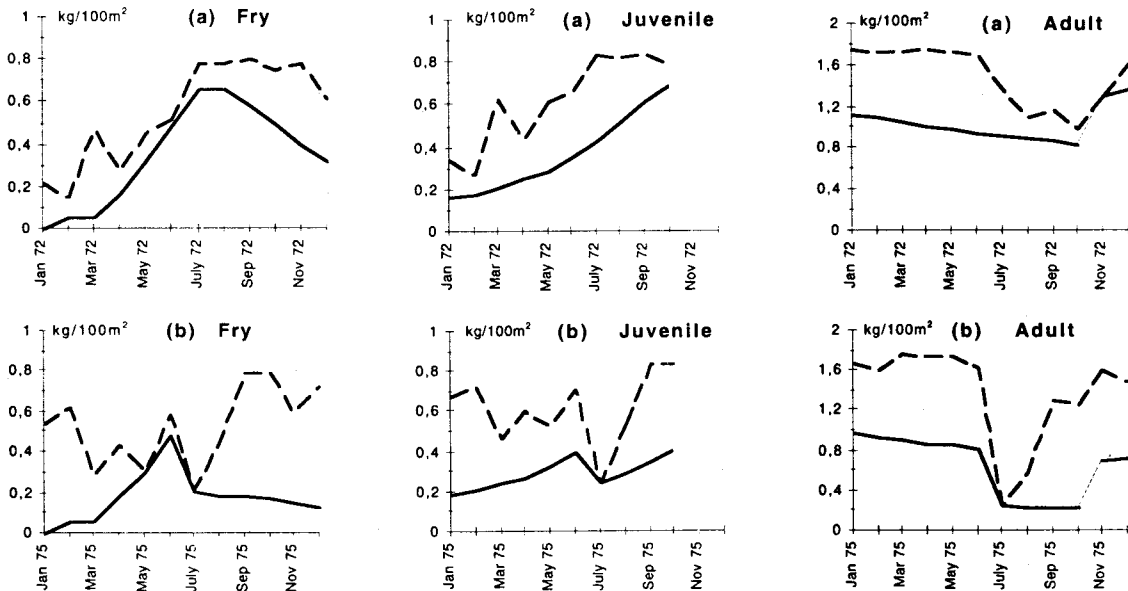 kg/100m² (a) Fry
1
0,8
0,6
0,4
0,2
0
Jan 72
Mar 72
May 72
July 72
Sep 72
Nov 72
kg/100m² (a) Juvenile
1
0,8
0,6
0,4
0,2
0
Jan 72
Mar 72
May 72
July 72
Sep 72
Nov 72
kg/100m² (a) Adult
2
1,6
1,2
0,8
0,4
0
Jan 72
Mar 72
May 72
July 72
Sep 72
Nov 72
kg/100m² (b) Fry
1
0,8
0,6
0,4
0,2
0
Jan 75
Mar 75
May 75
July 75
Sep 75
Nov 75
kg/100m² (b) Juvenile
1
0,8
0,6
0,4
0,2
0
Jan 75
Mar 75
May 75
July 75
Sep 75
Nov 75
kg/100m² (b) Adult
2
1,6
1,2
0,8
0,4
0
Jan 75
Mar 75
May 75
July 75
Sep 75
Nov 75